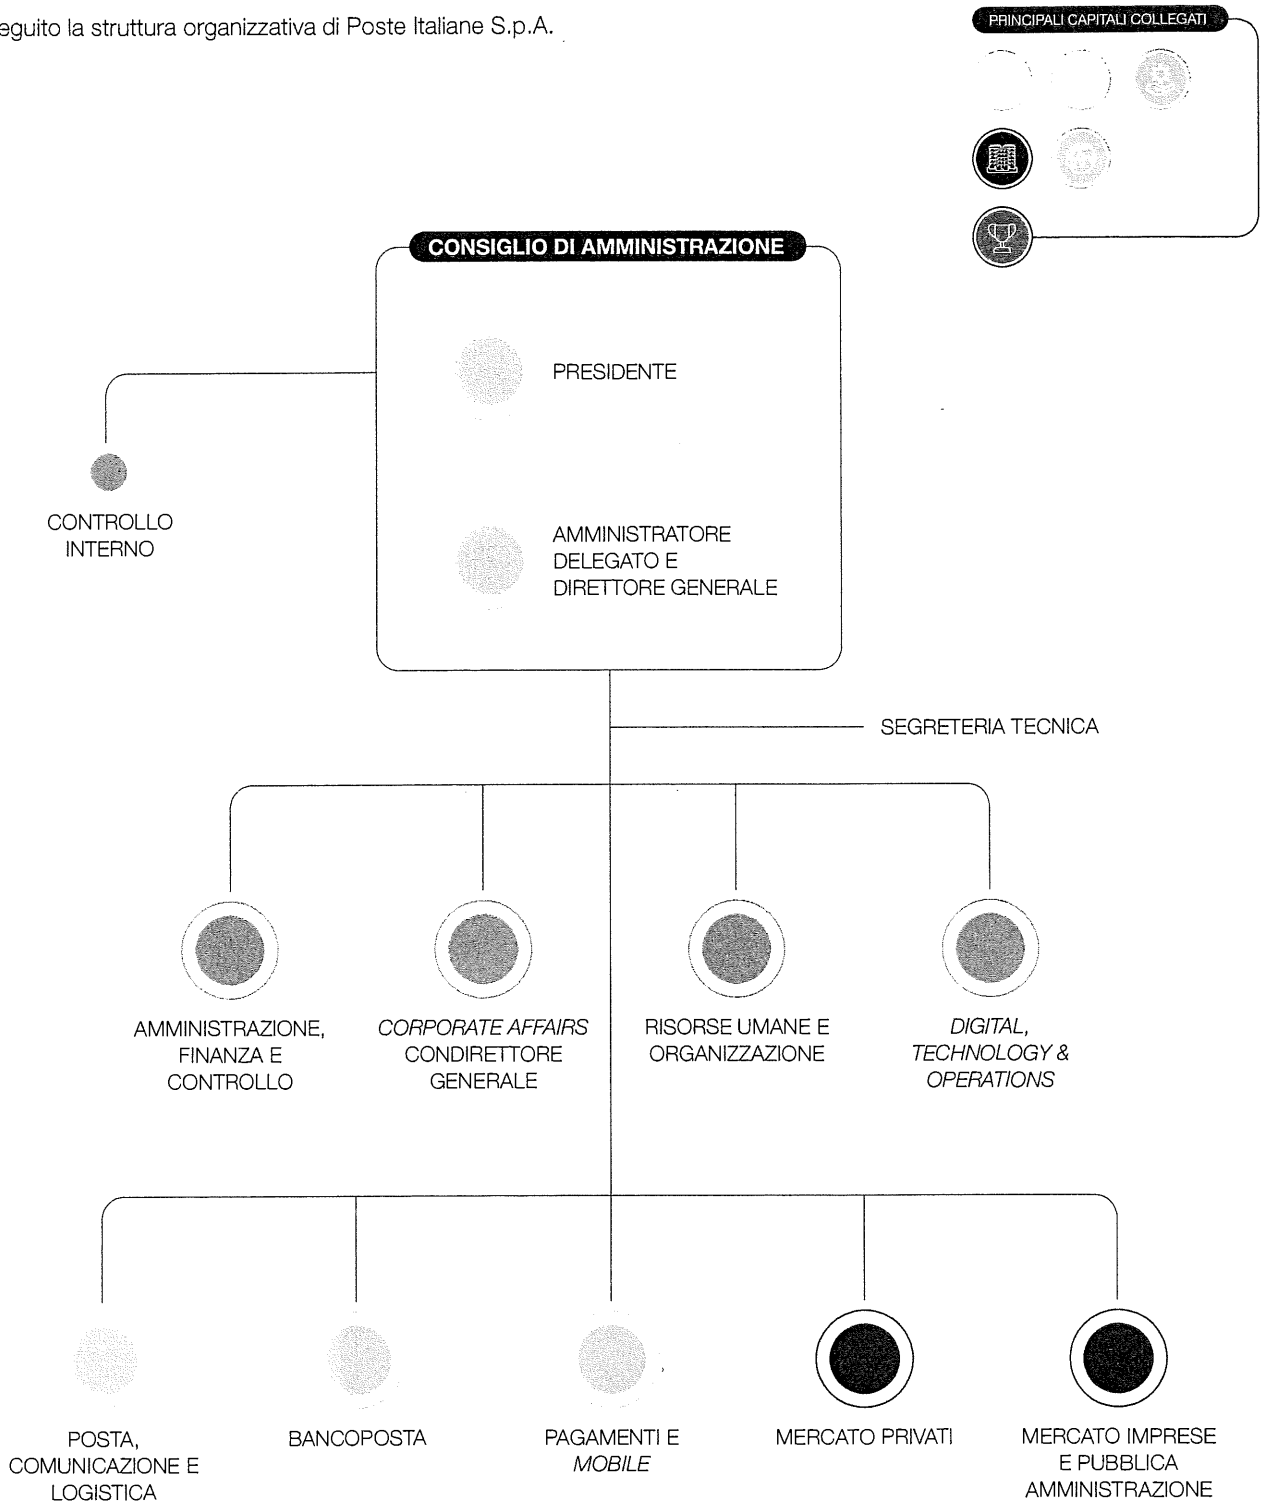 eguito la struttura organizzativa di Poste Italiane S.p.A.
PRINCIPALI CAPITALI COLLEGATI
CONSIGLIO DI AMMINISTRAZIONE
PRESIDENTE
CONTROLLO
INTERNO
AMMINISTRATORE
DELEGATO E
DIRETTORE GENERALE
SEGRETERIA TECNICA
AMMINISTRAZIONE,
FINANZA E
CONTROLLO
CORPORATE AFFAIRS
CONDIRETTORE
GENERALE
RISORSE UMANE E
ORGANIZZAZIONE
DIGITAL,
TECHNOLOGY &
OPERATIONS
POSTA,
COMUNICAZIONE E
LOGISTICA
BANCOPOSTA
PAGAMENTI E
MOBILE
MERCATO PRIVATI
MERCATO IMPRESE
E PUBBLICA
AMMINISTRAZIONE